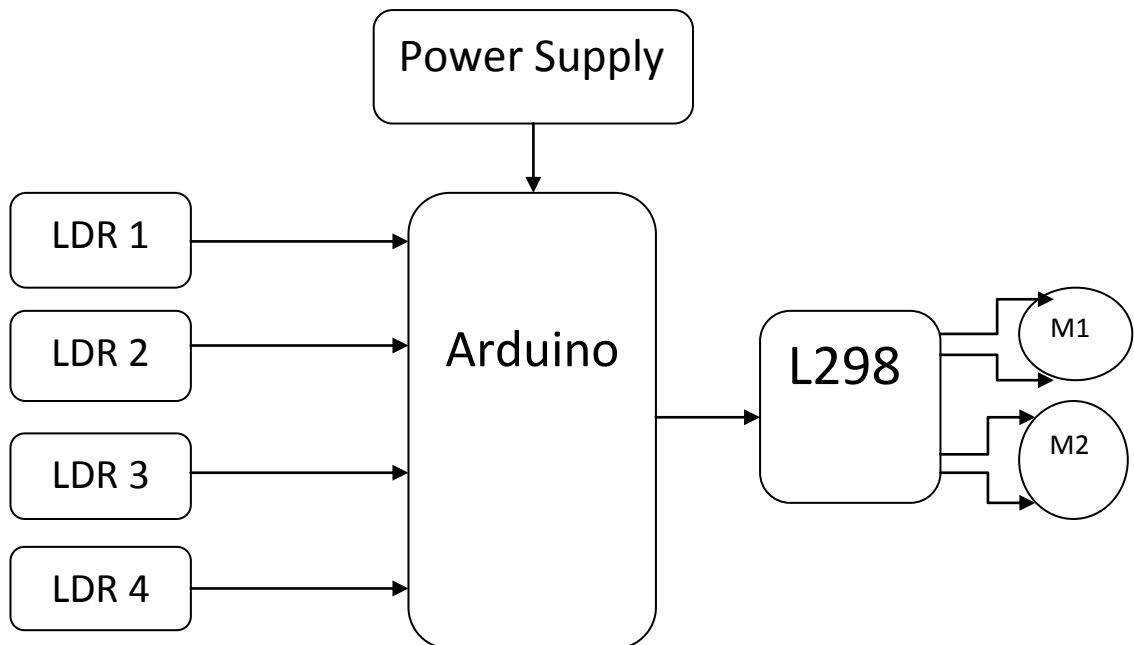 Power Supply
LDR 1
LDR 2
LDR 3
LDR 4
Arduino
L298
M1
M2